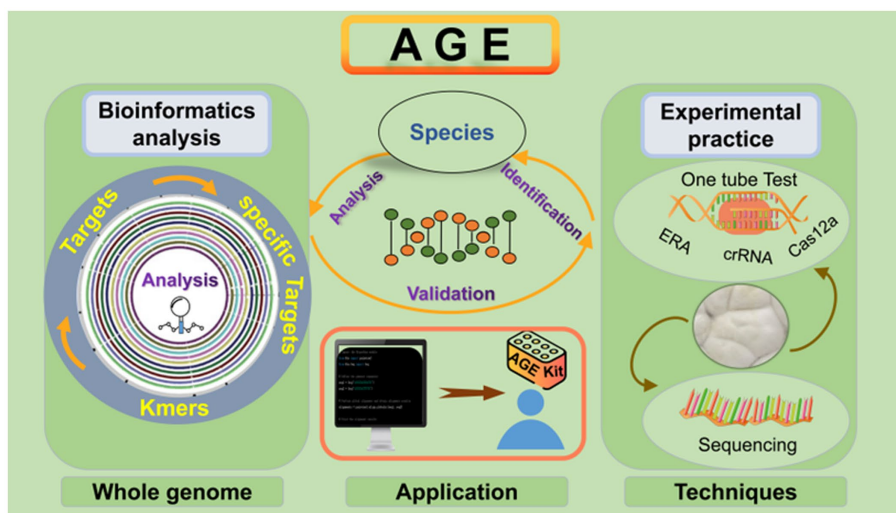 A G E
Bioinformatics
analysis
Targets
specific Targets
Analysis
Kmers
Whole genome
Species
Analysis
Identification
Validation
AGE Kit
Application
Experimental
practice
One tube Test
ERA
crRNA
Cas12a
Sequencing
Techniques